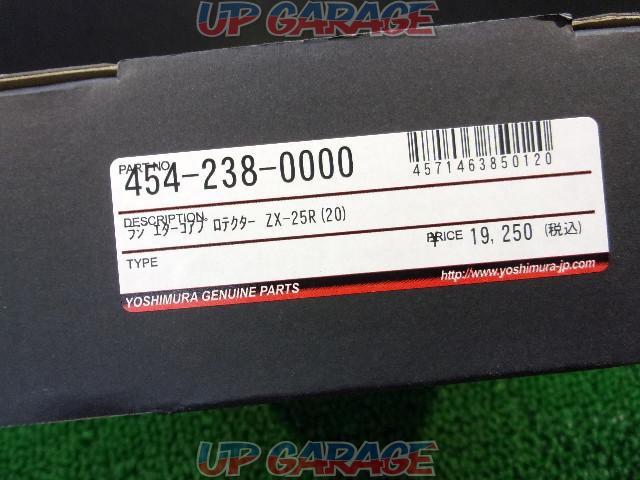 UP GARAGE
PART NO.
454-238-0000
4571463850120
DESCRIPTION
ﾗｼﾞ ｴﾀｰｺｱﾌﾟ ﾛﾃｸﾀｰ ZX-25R(20)
PRICE ¥ 19,250 (税込)
TYPE
http://www.yoshimura-jp.com
YOSHIMURA GENUINE PARTS
UP GARAGE